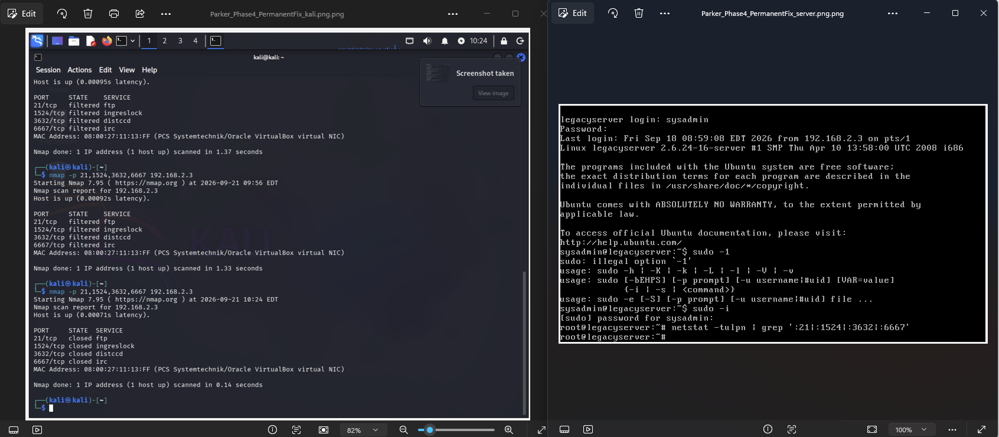 Edit
Parker_Phase4_PermanentFix_kali.png.png
1 2 3 4
10:24
kali@kali: ~
Session Actions Edit View Help
Screenshot taken
View image
Host is up (0.00095s latency).
PORT STATE SERVICE
21/tcp filtered ftp
1524/tcp filtered ingreslock
3632/tcp filtered distccd
6667/tcp filtered irc
MAC Address: 08:00:27:11:13:FF (PCS Systemtechnik/Oracle VirtualBox virtual NIC)
Nmap done: 1 IP address (1 host up) scanned in 1.37 seconds
┌──(kali㉿kali)-[~]
└─$ nmap -p 21,1524,3632,6667 192.168.2.3
Starting Nmap 7.95 ( https://nmap.org ) at 2026-09-21 09:56 EDT
Nmap scan report for 192.168.2.3
Host is up (0.00092s latency).
PORT STATE SERVICE
21/tcp filtered ftp
1524/tcp filtered ingreslock
3632/tcp filtered distccd
6667/tcp filtered irc
MAC Address: 08:00:27:11:13:FF (PCS Systemtechnik/Oracle VirtualBox virtual NIC)
Nmap done: 1 IP address (1 host up) scanned in 1.33 seconds
┌──(kali㉿kali)-[~]
└─$ nmap -p 21,1524,3632,6667 192.168.2.3
Starting Nmap 7.95 ( https://nmap.org ) at 2026-09-21 10:24 EDT
Nmap scan report for 192.168.2.3
Host is up (0.00071s latency).
PORT STATE SERVICE
21/tcp closed ftp
1524/tcp closed ingreslock
3632/tcp closed distccd
6667/tcp closed irc
MAC Address: 08:00:27:11:13:FF (PCS Systemtechnik/Oracle VirtualBox virtual NIC)
Nmap done: 1 IP address (1 host up) scanned in 0.14 seconds
┌──(kali㉿kali)-[~]
└─$
KALI
82%
Edit
Parker_Phase4_PermanentFix_server.png.png
legacyserver login: sysadmin
Password:
Last login: Fri Sep 18 08:59:08 EDT 2026 from 192.168.2.3 on pts/1
Linux legacyserver 2.6.24-16-server #1 SMP Thu Apr 10 13:58:00 UTC 2008 i686
The programs included with the Ubuntu system are free software;
the exact distribution terms for each program are described in the
individual files in /usr/share/doc/*/copyright.
Ubuntu comes with ABSOLUTELY NO WARRANTY, to the extent permitted by
applicable law.
To access official Ubuntu documentation, please visit:
http://help.ubuntu.com/
sysadmin@legacyserver:~$ sudo -1
sudo: illegal option `-1'
usage: sudo -h | -K | -k | -L | -l | -V | -v
usage: sudo [-bEHPS] [-p prompt] [-u username|#uid] [VAR=value]
{-i | -s | <command>}
usage: sudo -e [-S] [-p prompt] [-u username|#uid] file ...
sysadmin@legacyserver:~$ sudo -i
[sudo] password for sysadmin:
root@legacyserver:~# netstat -tulpn | grep ':21|:1524|:3632|:6667'
root@legacyserver:~#
100%